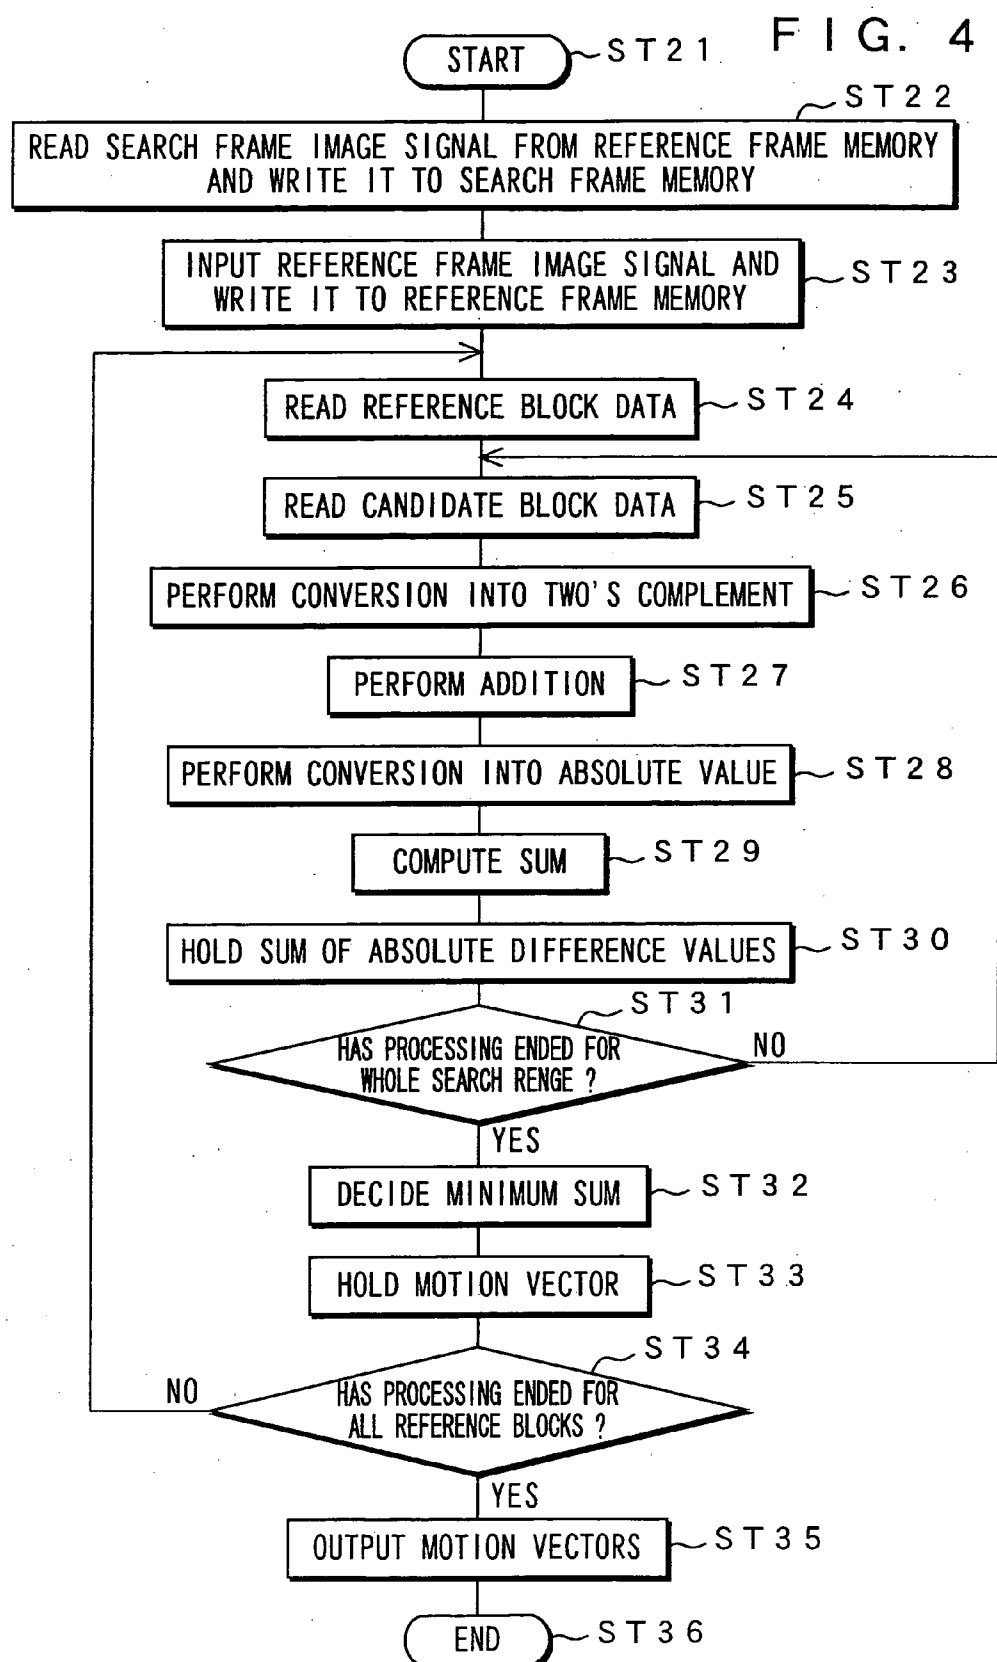 FIG. 4
START
ST21
ST22
READ SEARCH FRAME IMAGE SIGNAL FROM REFERENCE FRAME MEMORY
AND WRITE IT TO SEARCH FRAME MEMORY
INPUT REFERENCE FRAME IMAGE SIGNAL AND
WRITE IT TO REFERENCE FRAME MEMORY
ST23
READ REFERENCE BLOCK DATA
ST24
READ CANDIDATE BLOCK DATA
ST25
PERFORM CONVERSION INTO TWO'S COMPLEMENT
ST26
PERFORM ADDITION
ST27
PERFORM CONVERSION INTO ABSOLUTE VALUE
ST28
COMPUTE SUM
ST29
HOLD SUM OF ABSOLUTE DIFFERENCE VALUES
ST30
ST31
HAS PROCESSING ENDED FOR
WHOLE SEARCH RENGE ?
NO
YES
DECIDE MINIMUM SUM
ST32
HOLD MOTION VECTOR
ST33
ST34
HAS PROCESSING ENDED FOR
ALL REFERENCE BLOCKS ?
NO
YES
OUTPUT MOTION VECTORS
ST35
END
ST36